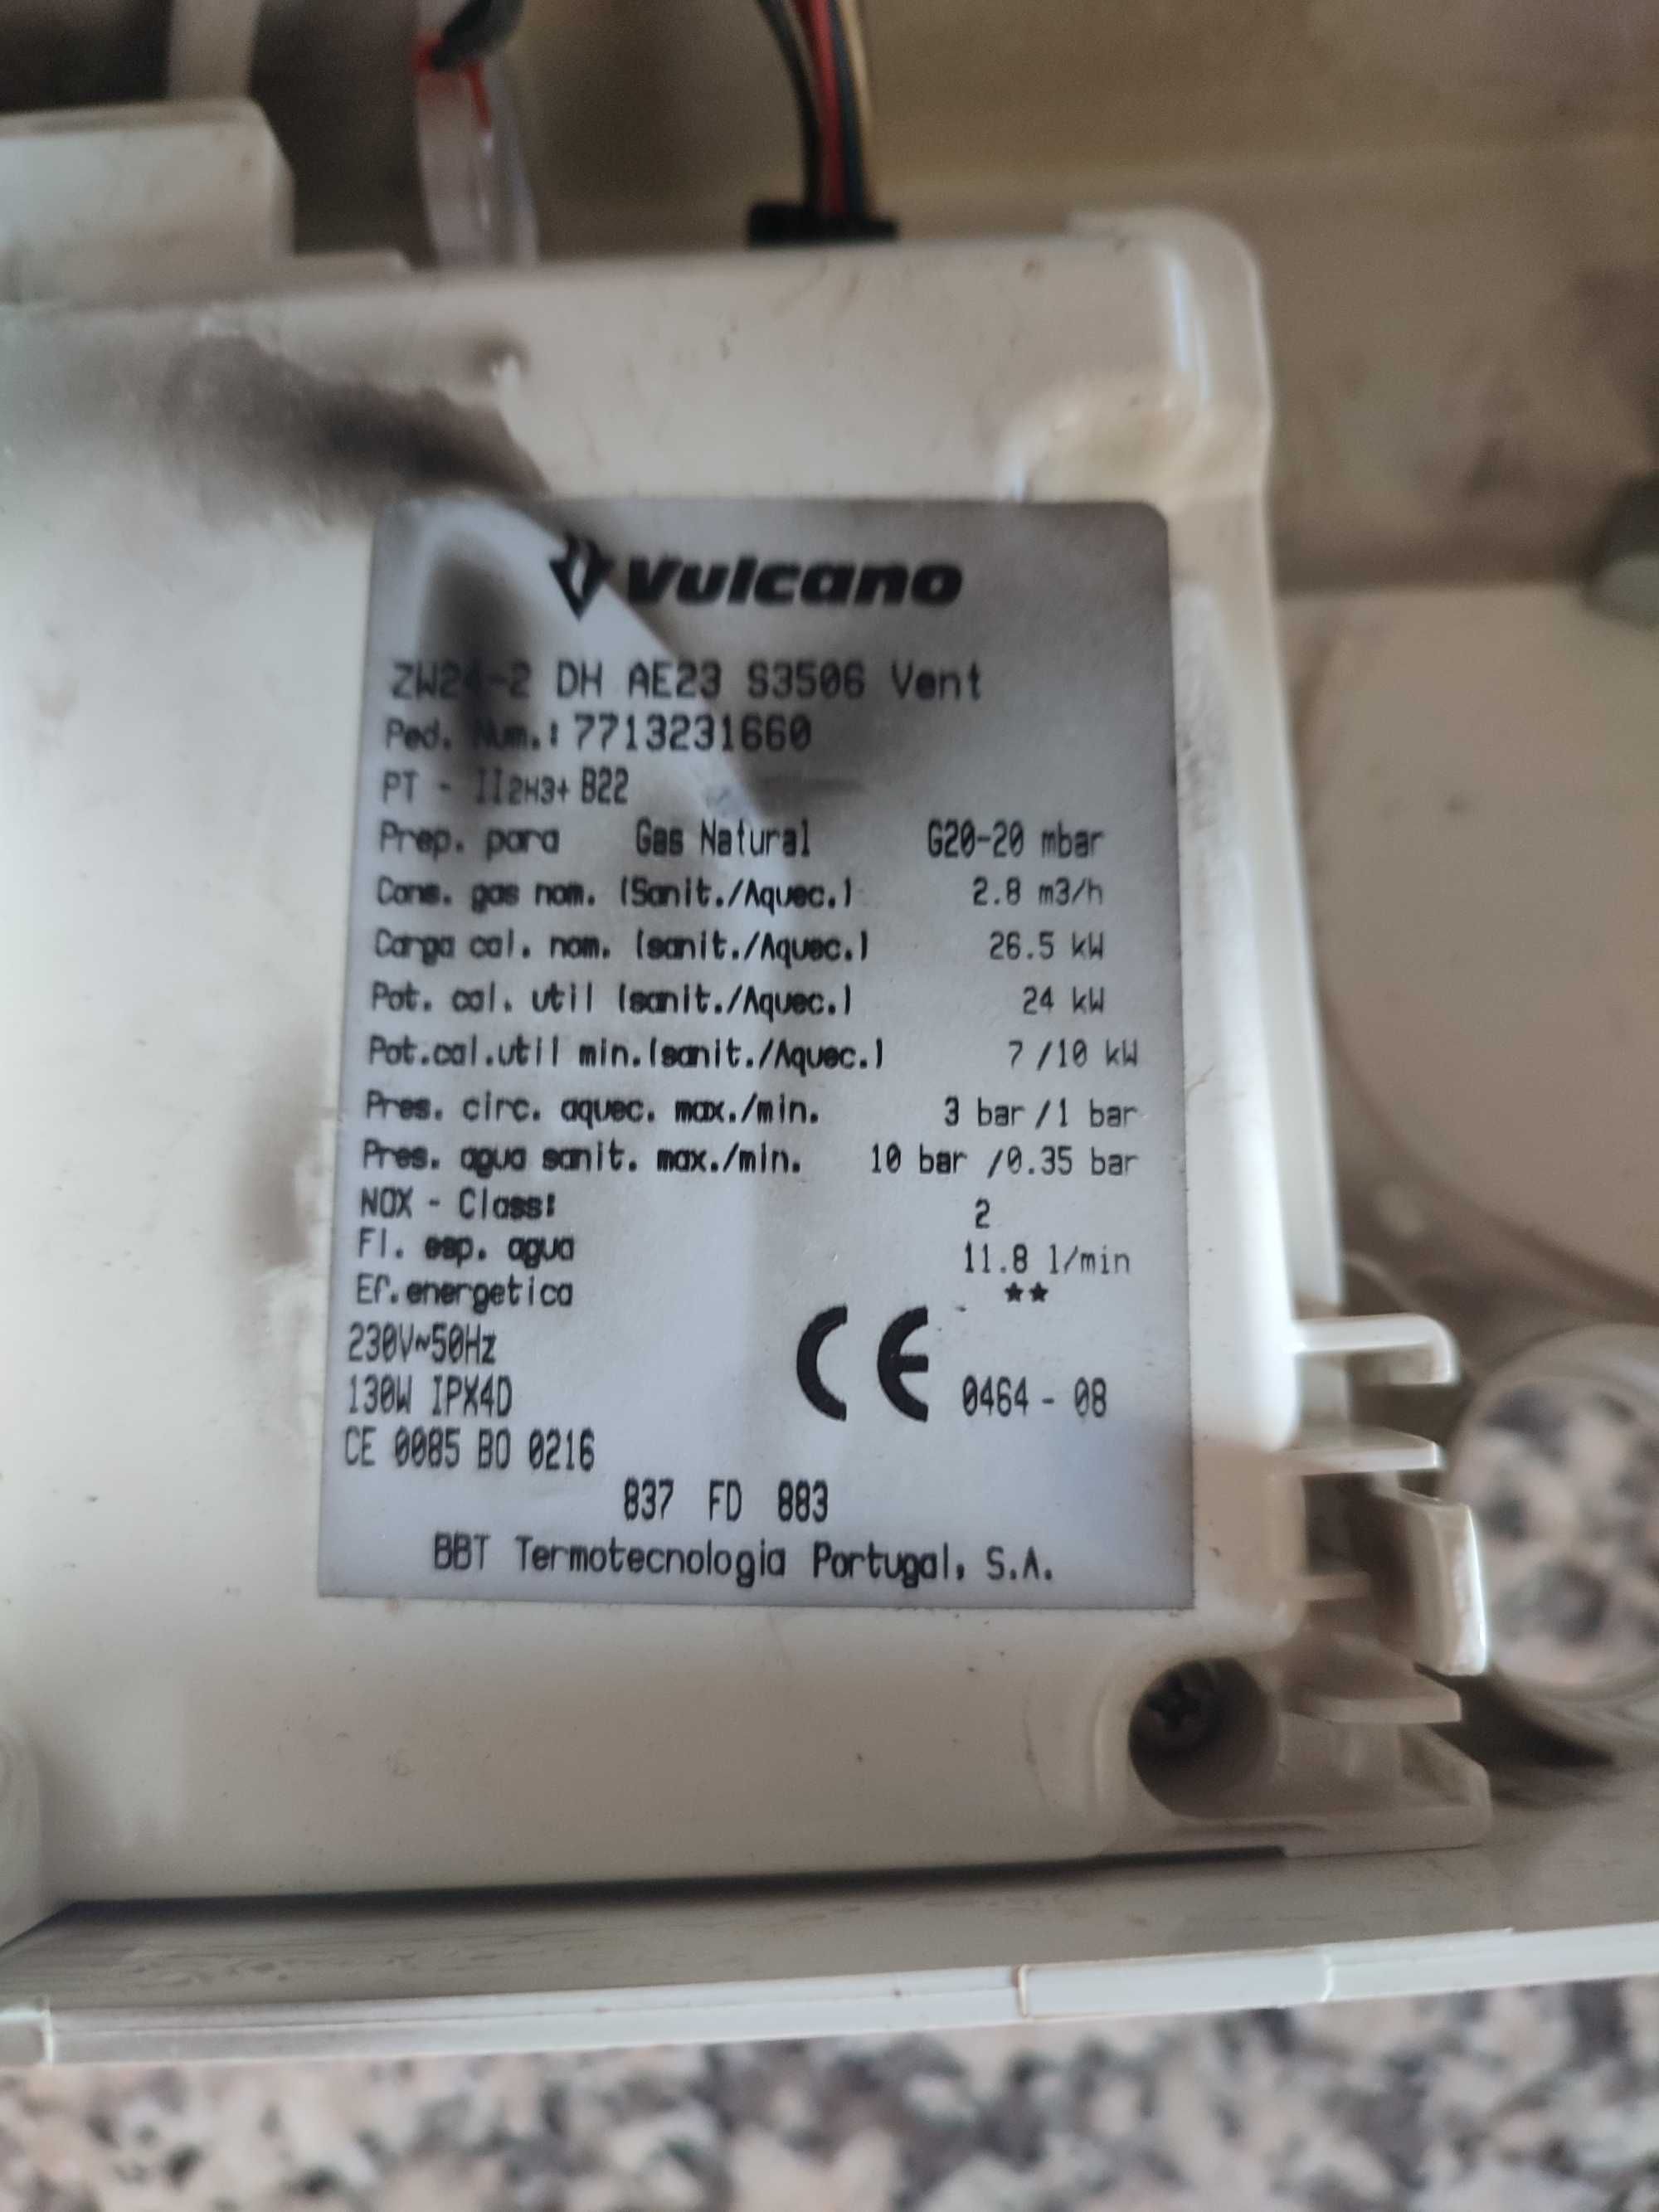 Vulcano
ZW24-2 DH AE23 S3506 Vent
Ped. Num.: 7713231660
PT - II2H3+ B22
Prep. para Gas Natural G20-20 mbar
Cons. gas nom. (Sanit./Aquec.) 2.8 m3/h
Carga cal. nom. (sanit./Aquec.) 26.5 kW
Pot. cal. util (sanit./Aquec.) 24 kW
Pot.cal.util min.(sanit./Aquec.) 7 /10 kW
Pres. circ. aquec. max./min. 3 bar /1 bar
Pres. agua sanit. max./min. 10 bar /0.35 bar
NOX - Class: 2
Fl. esp. agua 11.8 l/min
Ef.energetica ★★
230V~50Hz
130W IPX4D
CE 0464 - 08
CE 0085 BO 0216
837 FD 883
BBT Termotecnologia Portugal, S.A.